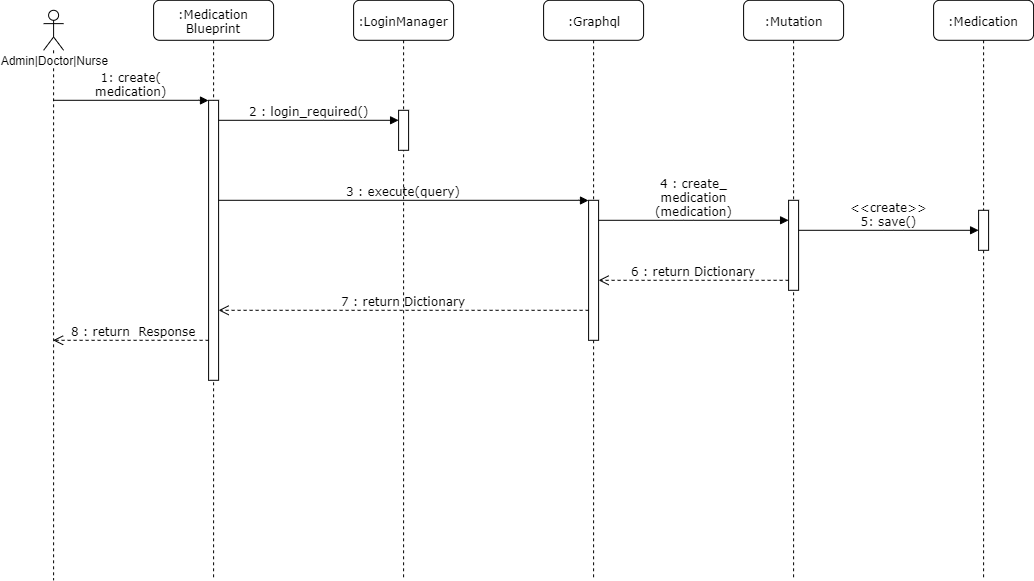 :Medication
Blueprint
:LoginManager
:Graphql
:Mutation
:Medication
Admin|Doctor|Nurse
1: create(
medication)
2 : login_required()
3 : execute(query)
4 : create_
medication
(medication)
<<create>>
5: save()
6 : return Dictionary
7 : return Dictionary
8 : return  Response